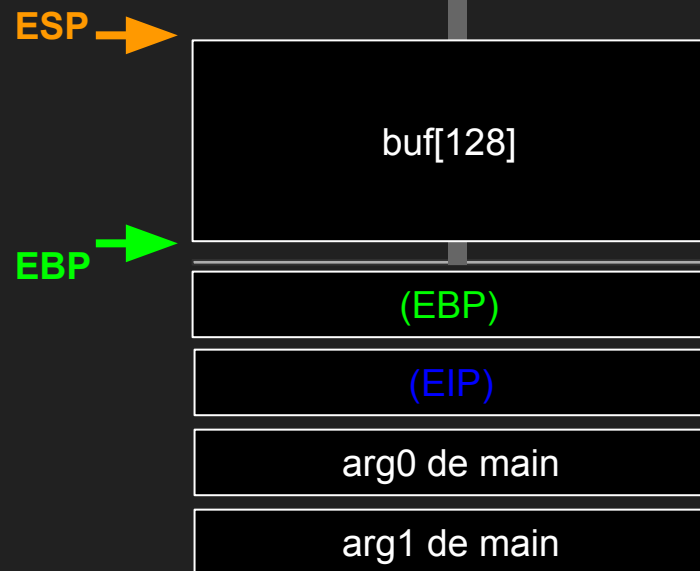 ESP
buf[128]
EBP
(EBP)
(EIP)
arg0 de main
arg1 de main